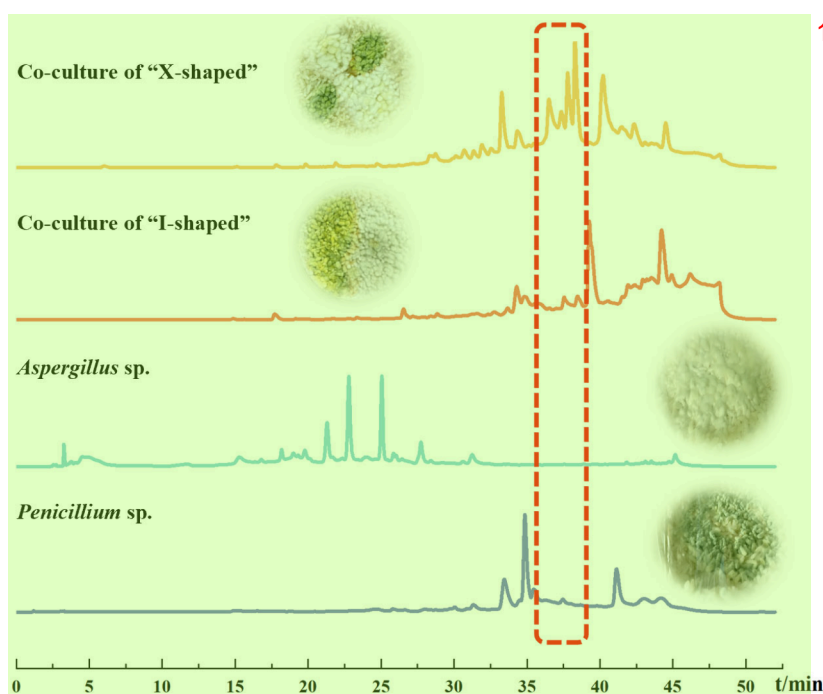 1
Co-culture of “X-shaped”
Co-culture of “I-shaped”
Aspergillus sp.
Penicillium sp.
0 5 10 15 20 25 30 35 40 45 50 t/min